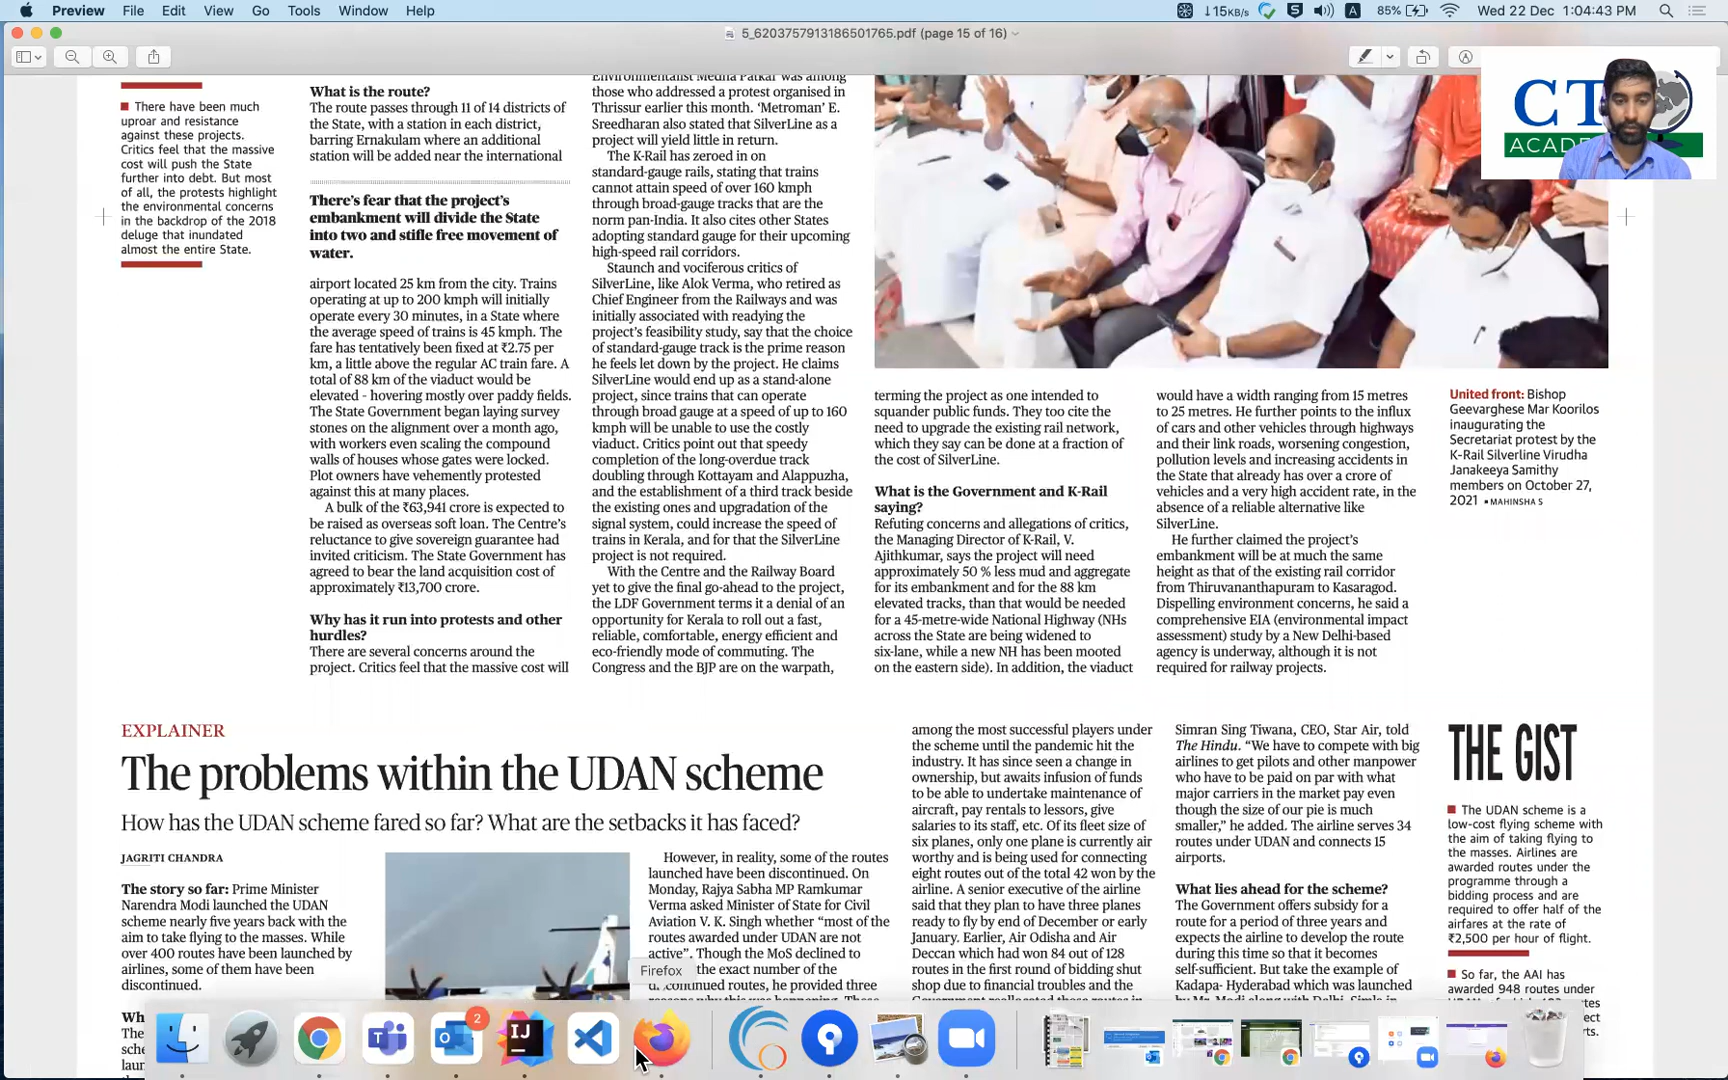 Preview File Edit View Go Tools Window Help
15KB/s 85% Wed 22 Dec 1:04:43 PM
5_6203757913186501765.pdf (page 15 of 16)
There have been much
uproar and resistance
against these projects.
Critics feel that the massive
cost will push the State
further into debt. But most
of all, the protests highlight
the environmental concerns
in the backdrop of the 2018
deluge that inundated
almost the entire State.
What is the route?
The route passes through 11 of 14 districts of
the State, with a station in each district,
barring Ernakulam where an additional
station will be added near the international
There's fear that the project's
embankment will divide the State
into two and stifle free movement of
water.
airport located 25 km from the city. Trains
operating at up to 200 kmph will initially
operate every 30 minutes, in a State where
the average speed of trains is 45 kmph. The
fare has tentatively been fixed at ₹2.75 per
km, a little above the regular AC train fare. A
total of 88 km of the viaduct would be
elevated - hovering mostly over paddy fields.
The State Government began laying survey
stones on the alignment over a month ago,
with workers even scaling the compound
walls of houses whose gates were locked.
Plot owners have vehemently protested
against this at many places.
A bulk of the ₹63,941 crore is expected to
be raised as overseas soft loan. The Centre's
reluctance to give sovereign guarantee had
invited criticism. The State Government has
agreed to bear the land acquisition cost of
approximately ₹13,700 crore.
Why has it run into protests and other
hurdles?
There are several concerns around the
project. Critics feel that the massive cost will
Environmentalist Medha Patkar was among
those who addressed a protest organised in
Thrissur earlier this month. 'Metroman' E.
Sreedharan also stated that SilverLine as a
project will yield little in return.
The K-Rail has zeroed in on
standard-gauge rails, stating that trains
cannot attain speed of over 160 kmph
through broad-gauge tracks that are the
norm pan-India. It also cites other States
adopting standard gauge for their upcoming
high-speed rail corridors.
Staunch and vociferous critics of
SilverLine, like Alok Verma, who retired as
Chief Engineer from the Railways and was
initially associated with readying the
project's feasibility study, say that the choice
of standard-gauge track is the prime reason
he feels let down by the project. He claims
SilverLine would end up as a stand-alone
project, since trains that can operate
through broad gauge at a speed of up to 160
kmph will be unable to use the costly
viaduct. Critics point out that speedy
completion of the long-overdue track
doubling through Kottayam and Alappuzha,
and the establishment of a third track beside
the existing ones and upgradation of the
signal system, could increase the speed of
trains in Kerala, and for that the SilverLine
project is not required.
With the Centre and the Railway Board
yet to give the final go-ahead to the project,
the LDF Government terms it a denial of an
opportunity for Kerala to roll out a fast,
reliable, comfortable, energy efficient and
eco-friendly mode of commuting. The
Congress and the BJP are on the warpath,
terming the project as one intended to
squander public funds. They too cite the
need to upgrade the existing rail network,
which they say can be done at a fraction of
the cost of SilverLine.
What is the Government and K-Rail
saying?
Refuting concerns and allegations of critics,
the Managing Director of K-Rail, V.
Ajithkumar, says the project will need
approximately 50 % less mud and aggregate
for its embankment and for the 88 km
elevated tracks, than that would be needed
for a 45-metre-wide National Highway (NHs
across the State are being widened to
six-lane, while a new NH has been mooted
on the eastern side). In addition, the viaduct
would have a width ranging from 15 metres
to 25 metres. He further points to the influx
of cars and other vehicles through highways
and their link roads, worsening congestion,
pollution levels and increasing accidents in
the State that already has over a crore of
vehicles and a very high accident rate, in the
absence of a reliable alternative like
SilverLine.
He further claimed the project's
embankment will be at much the same
height as that of the existing rail corridor
from Thiruvananthapuram to Kasaragod.
Dispelling environment concerns, he said a
comprehensive EIA (environmental impact
assessment) study by a New Delhi-based
agency is underway, although it is not
required for railway projects.
United front: Bishop
Geevarghese Mar Koorilos
inaugurating the
Secretariat protest by the
K-Rail Silverline Virudha
Janakeeya Samithy
members on October 27,
2021 • MAHINSHA S
EXPLAINER
The problems within the UDAN scheme
How has the UDAN scheme fared so far? What are the setbacks it has faced?
JAGRITI CHANDRA
The story so far: Prime Minister
Narendra Modi launched the UDAN
scheme nearly five years back with the
aim to take flying to the masses. While
over 400 routes have been launched by
airlines, some of them have been
discontinued.
However, in reality, some of the routes
launched have been discontinued. On
Monday, Rajya Sabha MP Ramkumar
Verma asked Minister of State for Civil
Aviation V. K. Singh whether "most of the
routes awarded under UDAN are not
active". Though the MoS declined to
the exact number of the
continued routes, he provided three
among the most successful players under
the scheme until the pandemic hit the
industry. It has since seen a change in
ownership, but awaits infusion of funds
to be able to undertake maintenance of
aircraft, pay rentals to lessors, give
salaries to its staff, etc. Of its fleet size of
six planes, only one plane is currently air
worthy and is being used for connecting
eight routes out of the total 42 won by the
airline. A senior executive of the airline
said that they plan to have three planes
ready to fly by end of December or early
January. Earlier, Air Odisha and Air
Deccan which had won 84 out of 128
routes in the first round of bidding shut
shop due to financial troubles and the
Simran Sing Tiwana, CEO, Star Air, told
The Hindu. "We have to compete with big
airlines to get pilots and other manpower
who have to be paid on par with what
major carriers in the market pay even
though the size of our pie is much
smaller," he added. The airline serves 34
routes under UDAN and connects 15
airports.
What lies ahead for the scheme?
The Government offers subsidy for a
route for a period of three years and
expects the airline to develop the route
during this time so that it becomes
self-sufficient. But take the example of
Kadapa- Hyderabad which was launched
THE GIST
The UDAN scheme is a
low-cost flying scheme with
the aim of taking flying to
the masses. Airlines are
awarded routes under the
programme through a
bidding process and are
required to offer half of the
airfares at the rate of
₹2,500 per hour of flight.
So far, the AAI has
awarded 948 routes under
Firefox
2